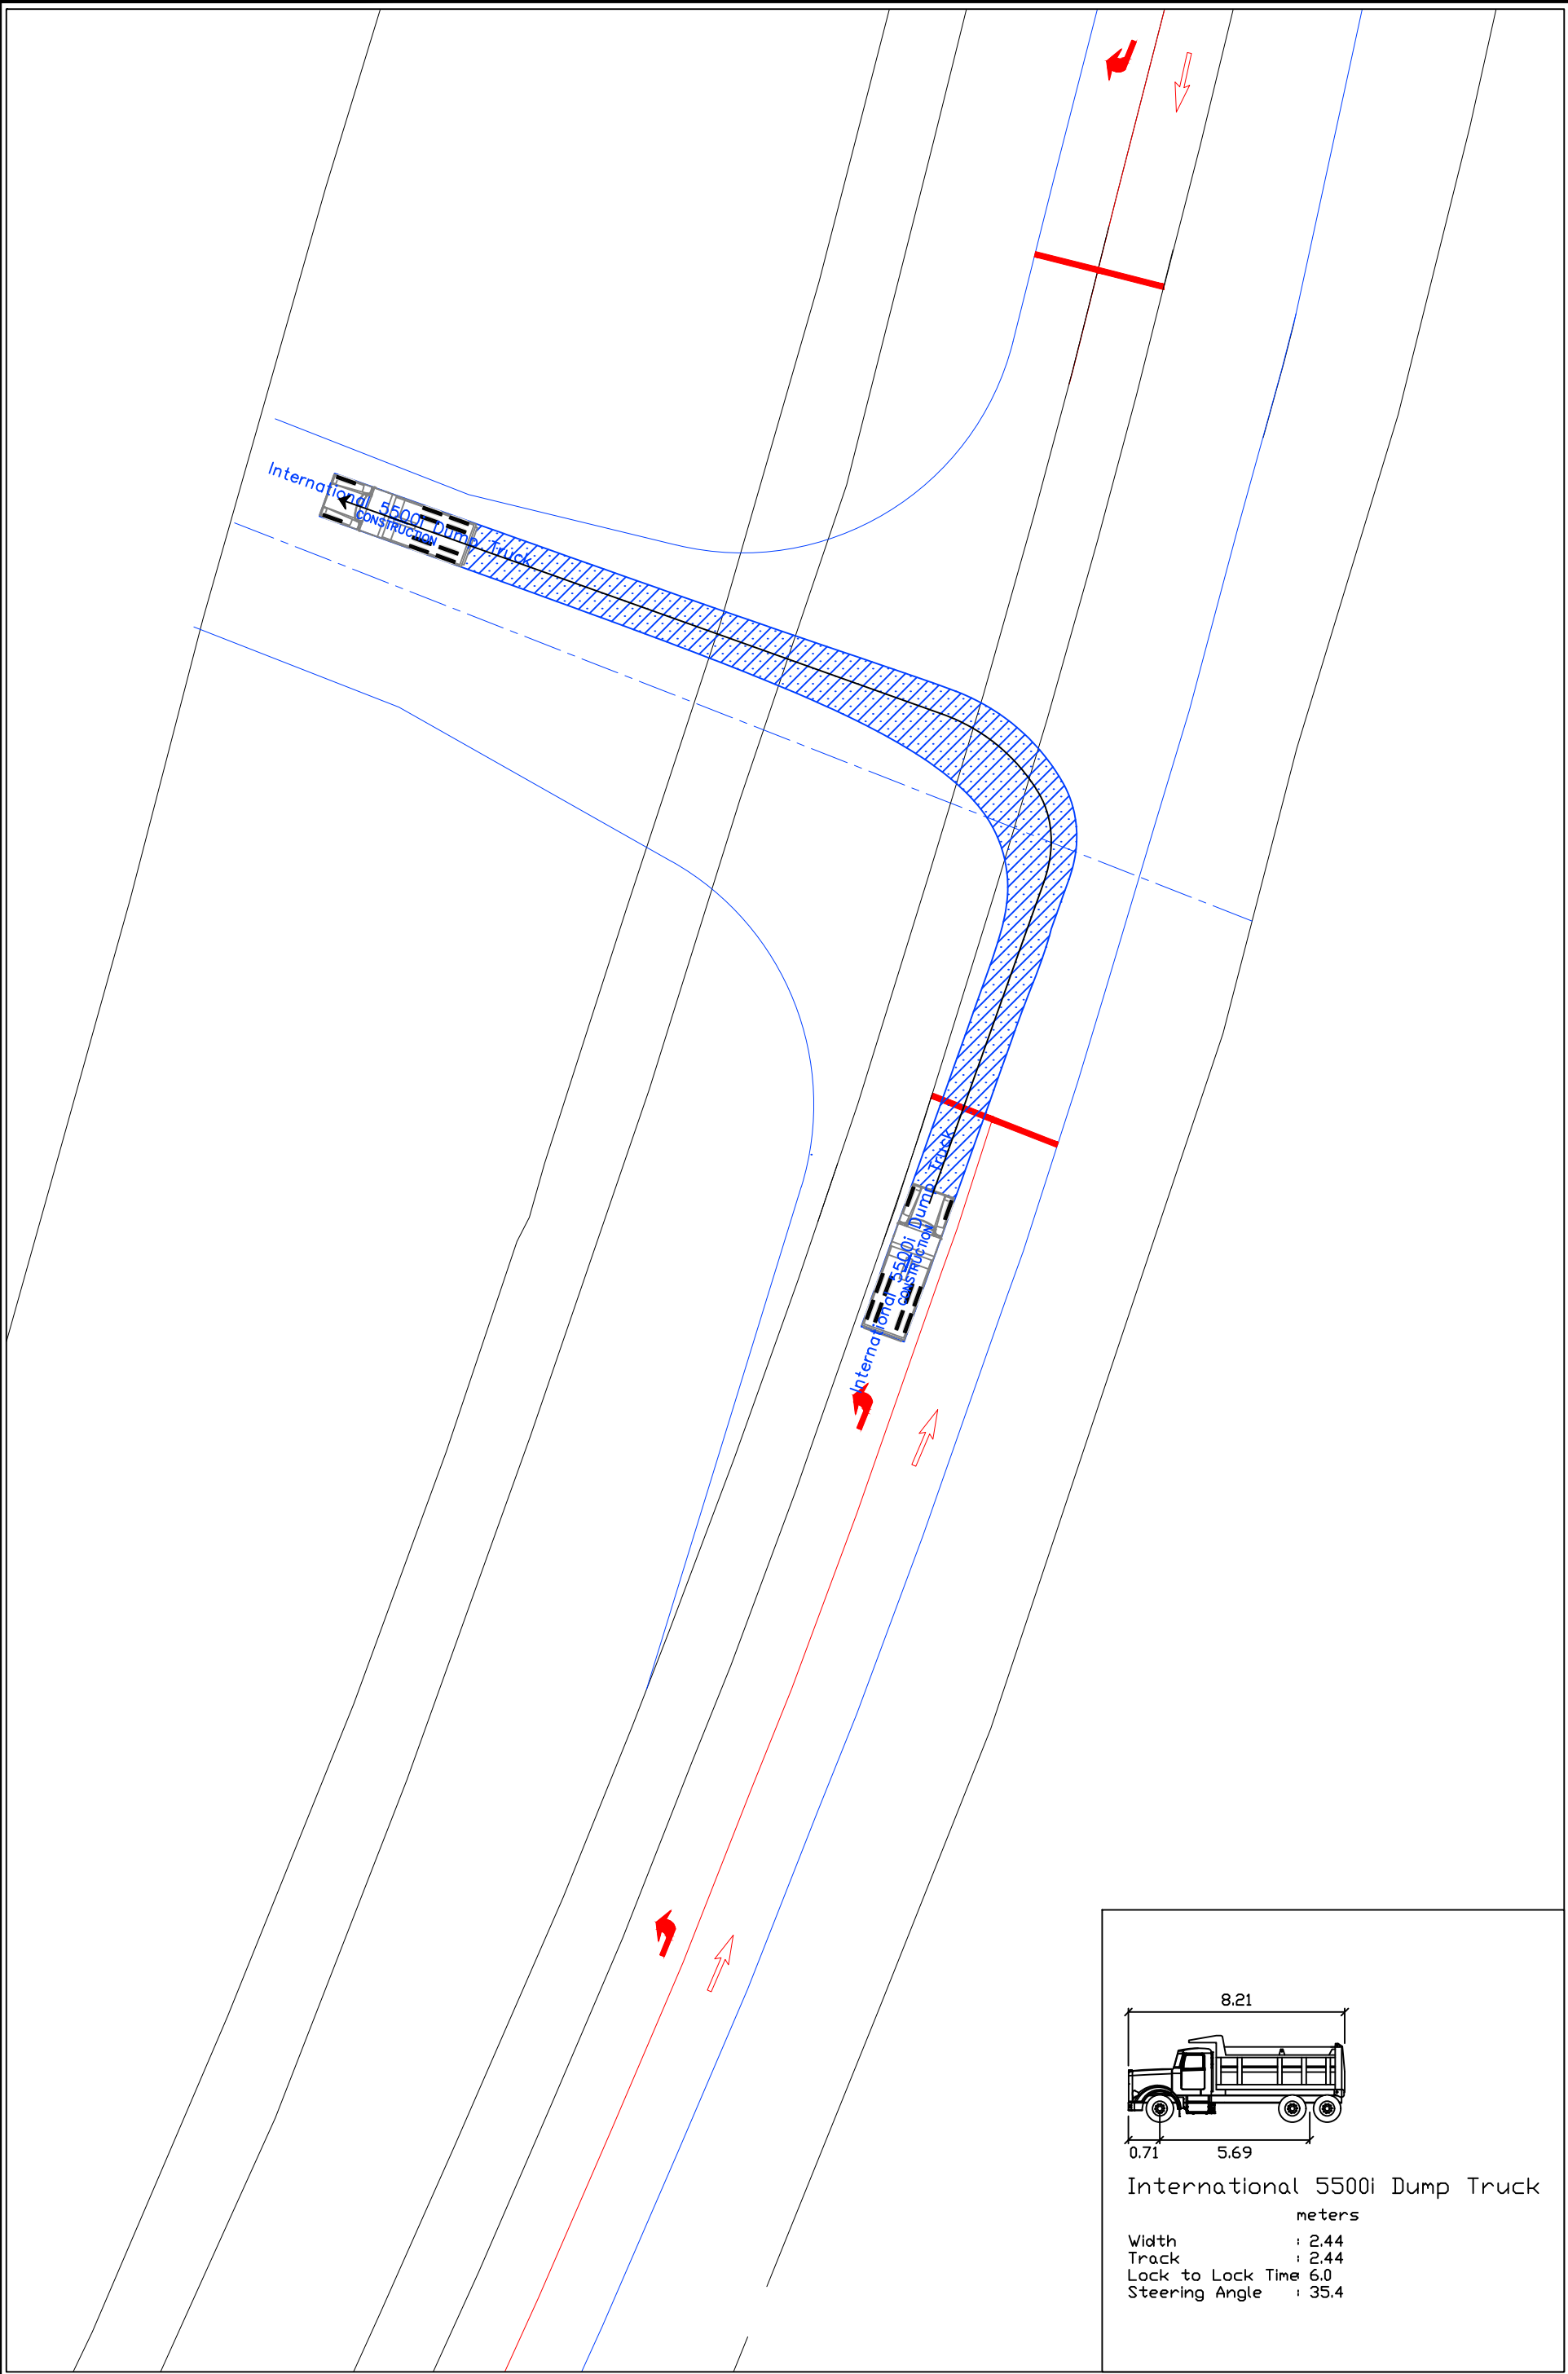 International 5500i Dump Truck
CONSTRUCTION
International 5500i Dump Truck
CONSTRUCTION
8.21
0.71 5.69
International 5500i Dump Truck
meters
Width : 2.44
Track : 2.44
Lock to Lock Time : 6.0
Steering Angle : 35.4